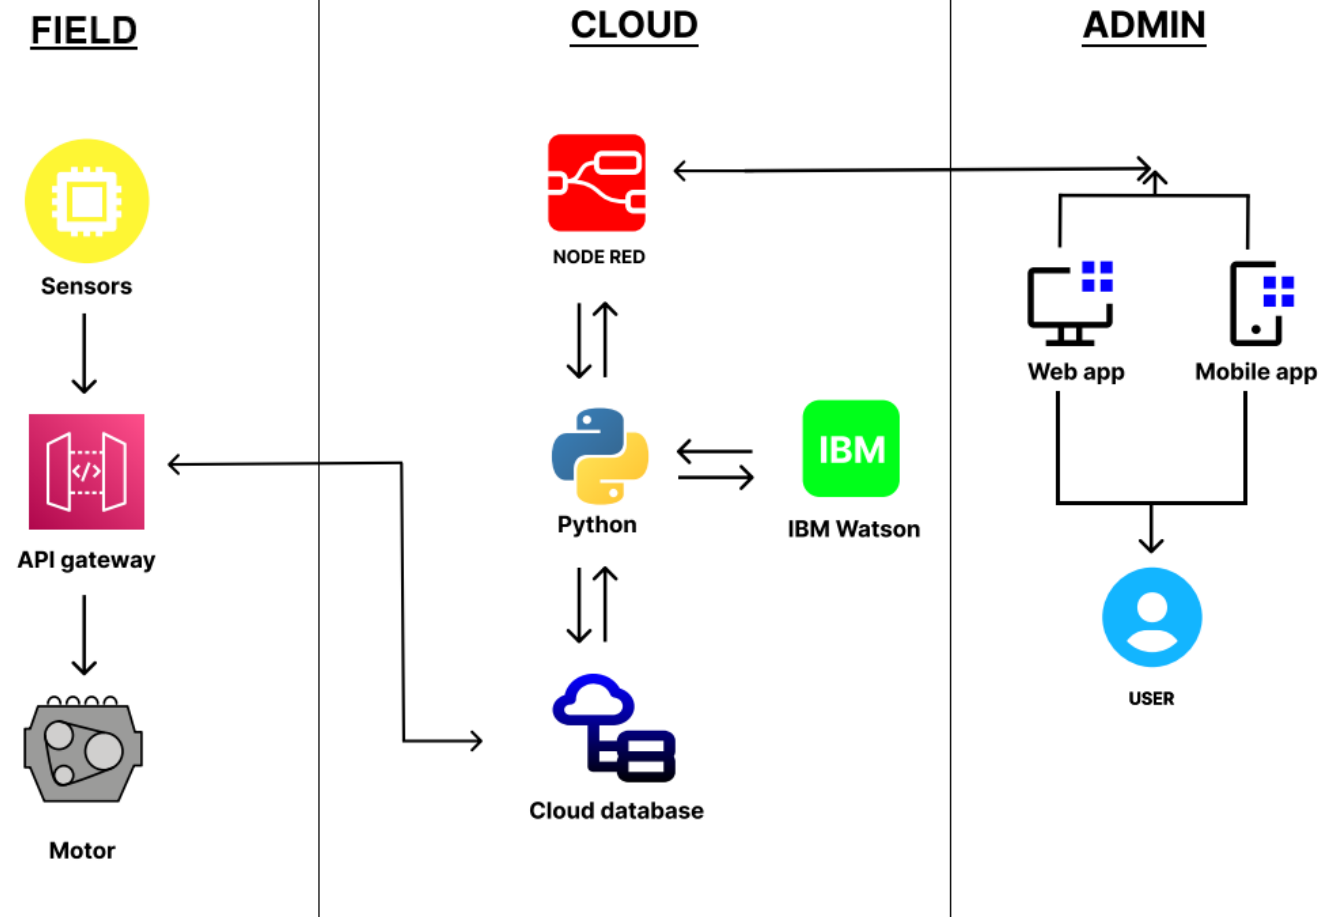 FIELD
CLOUD
ADMIN
Sensors
NODE RED
Web app
Mobile app
</>
API gateway
Python
IBM
IBM Watson
USER
Cloud database
Motor